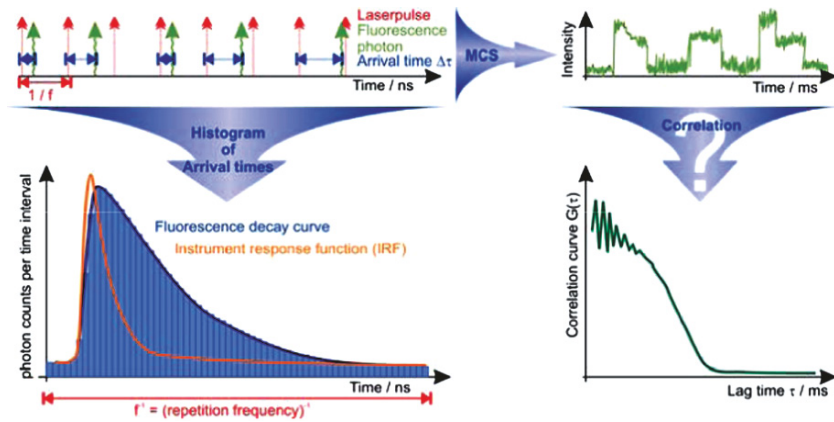 Laserpulse
Fluorescence
photon
Arrival time Δτ
Time / ns
1 / f
MCS
Intensity
Time / ms
Histogram
of
Arrival times
Correlation
?
photon counts per time interval
Fluorescence decay curve
Instrument response function (IRF)
Time / ns
f⁻¹ = (repetition frequency)⁻¹
Correlation curve G(τ)
Lag time τ / ms